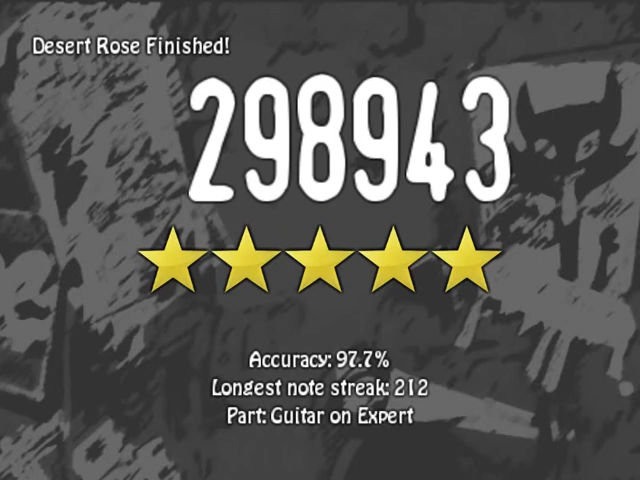 Desert Rose Finished!
298943
Accuracy: 97.7%
Longest note streak: 212
Part: Guitar on Expert